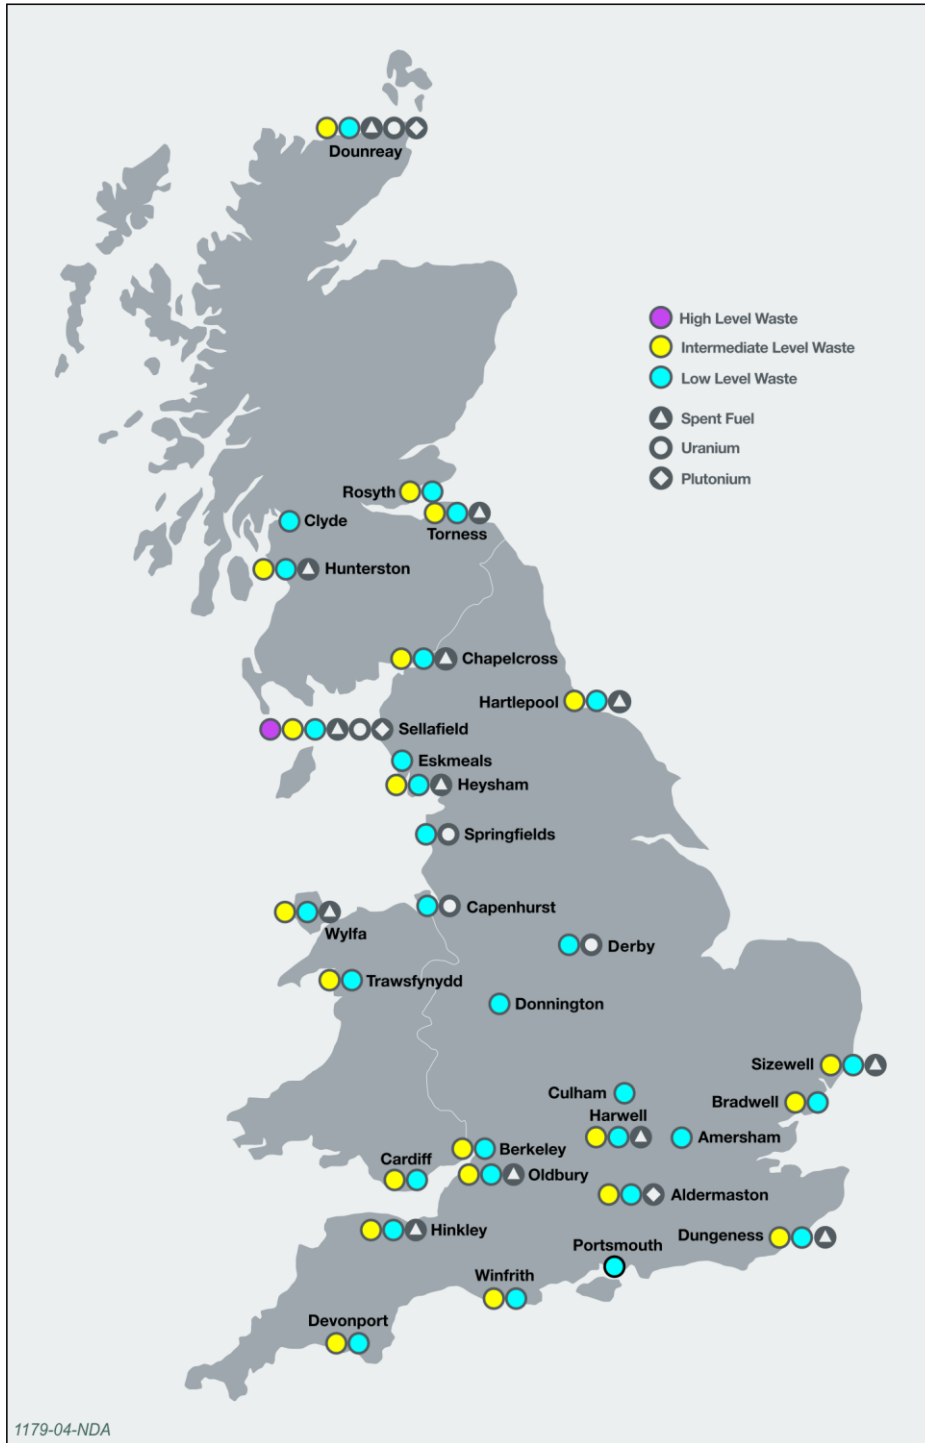 Dounreay
High Level Waste
Intermediate Level Waste
Low Level Waste
Spent Fuel
Uranium
Plutonium
Rosyth
Clyde
Torness
Hunterston
Chapelcross
Hartlepool
Sellafield
Eskmeals
Heysham
Springfields
Capenhurst
Wylfa
Derby
Trawsfynydd
Donnington
Sizewell
Culham
Bradwell
Harwell
Amersham
Berkeley
Cardiff
Oldbury
Aldermaston
Hinkley
Dungeness
Portsmouth
Winfrith
Devonport
1179-04-NDA